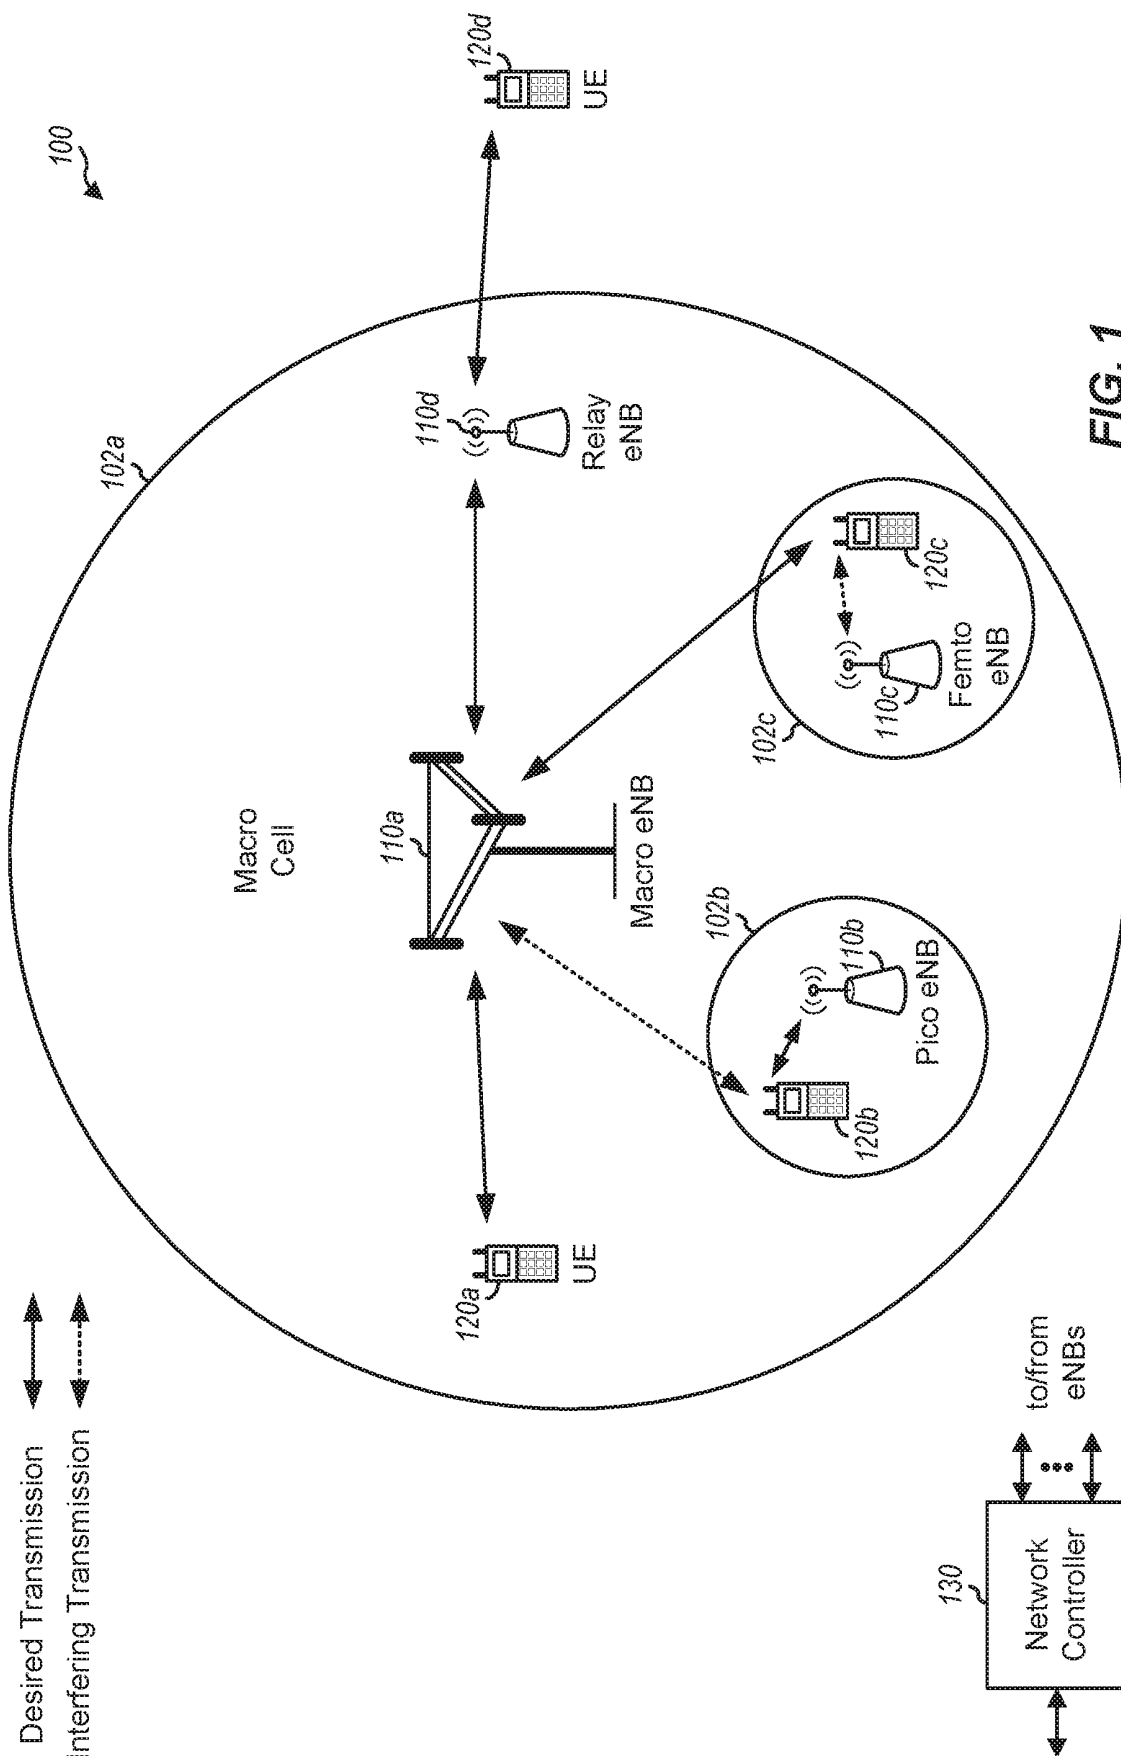 100
Desired Transmission
Interfering Transmission
102a
Macro
Cell
110a
Macro eNB
110d
Relay
eNB
120d
UE
120a
UE
102b
110b
Pico eNB
120b
102c
110c
Femto
eNB
120c
130
Network
Controller
to/from
eNBs
FIG. 1